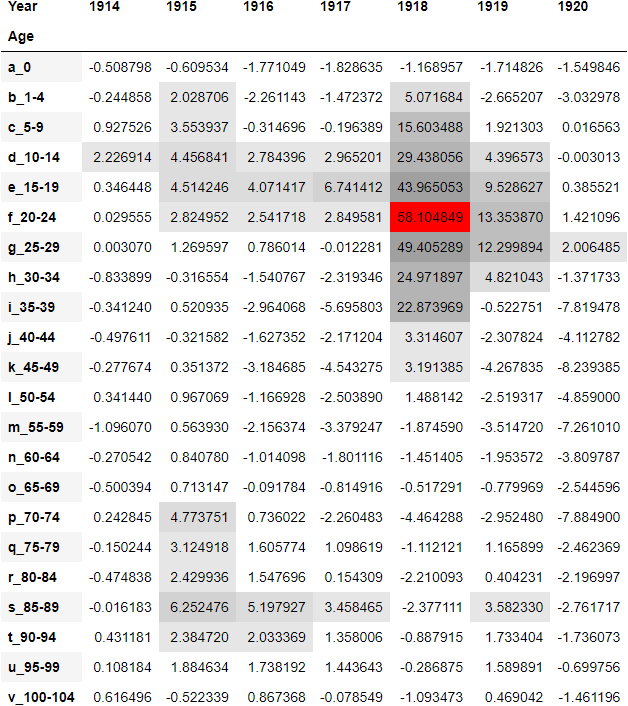 Year 1914 1915 1916 1917 1918 1919 1920
Age
a_0 -0.508798 -0.609534 -1.771049 -1.828635 -1.168957 -1.714826 -1.549846
b_1-4 -0.244858 2.028706 -2.261143 -1.472372 5.071684 -2.665207 -3.032978
c_5-9 0.927526 3.553937 -0.314696 -0.196389 15.603488 1.921303 0.016563
d_10-14 2.226914 4.456841 2.784396 2.965201 29.438056 4.396573 -0.003013
e_15-19 0.346448 4.514246 4.071417 6.741412 43.965053 9.528627 0.385521
f_20-24 0.029555 2.824952 2.541718 2.849581 58.104849 13.353870 1.421096
g_25-29 0.003070 1.269597 0.786014 -0.012281 49.405289 12.299894 2.006485
h_30-34 -0.833899 -0.316554 -1.540767 -2.319346 24.971897 4.821043 -1.371733
i_35-39 -0.341240 0.520935 -2.964068 -5.695803 22.873969 -0.522751 -7.819478
j_40-44 -0.497611 -0.321582 -1.627352 -2.171204 3.314607 -2.307824 -4.112782
k_45-49 -0.277674 0.351372 -3.184685 -4.543275 3.191385 -4.267835 -8.239385
l_50-54 0.341440 0.967069 -1.166928 -2.503890 1.488142 -2.519317 -4.859000
m_55-59 -1.096070 0.563930 -2.156374 -3.379247 -1.874590 -3.514720 -7.261010
n_60-64 -0.270542 0.840780 -1.014098 -1.801116 -1.451405 -1.953572 -3.809787
o_65-69 -0.500394 0.713147 -0.091784 -0.814916 -0.517291 -0.779969 -2.544596
p_70-74 0.242845 4.773751 0.736022 -2.260483 -4.464288 -2.952480 -7.884900
q_75-79 -0.150244 3.124918 1.605774 1.098619 -1.112121 1.165899 -2.462369
r_80-84 -0.474838 2.429936 1.547696 0.154309 -2.210093 0.404231 -2.196997
s_85-89 -0.016183 6.252476 5.197927 3.458465 -2.377111 3.582330 -2.761717
t_90-94 0.431181 2.384720 2.033369 1.358006 -0.887915 1.733404 -1.736073
u_95-99 0.108184 1.884634 1.738192 1.443643 -0.286875 1.589891 -0.699756
v_100-104 0.616496 -0.522339 0.867368 -0.078549 -1.093473 0.469042 -1.461196